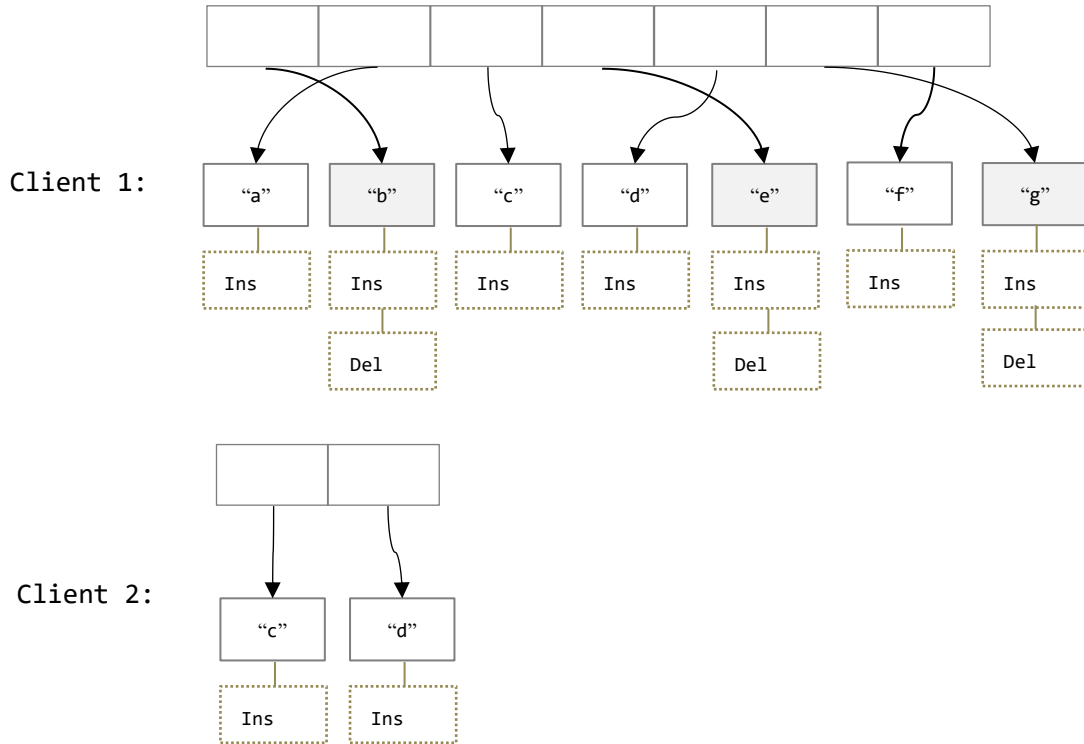 Client 1:
“a” “b” “c” “d” “e” “f” “g”
Ins Ins Ins Ins Ins Ins Ins
Del Del Del
Client 2:
“c” “d”
Ins Ins